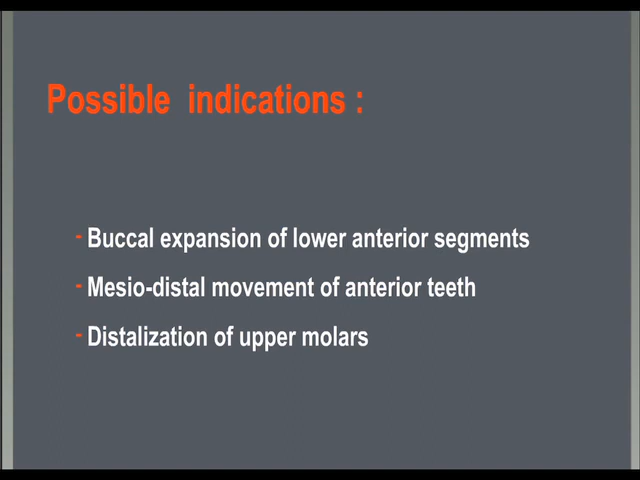 Possible indications :
- Buccal expansion of lower anterior segments
- Mesio-distal movement of anterior teeth
- Distalization of upper molars